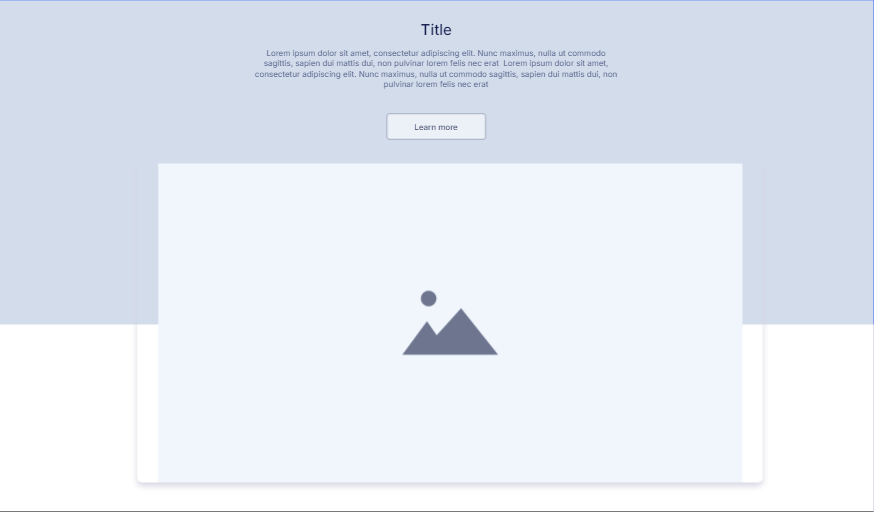 Title
Lorem ipsum dolor sit amet, consectetur adipiscing elit. Nunc maximus, nulla ut commodo
sagittis, sapien dui mattis dui, non pulvinar lorem felis nec erat  Lorem ipsum dolor sit amet,
consectetur adipiscing elit. Nunc maximus, nulla ut commodo sagittis, sapien dui mattis dui, non
pulvinar lorem felis nec erat
Learn more